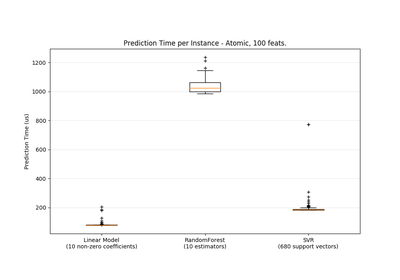 Prediction Time per Instance - Atomic, 100 feats.
1200
1000
800
600
400
200
Prediction Time (us)
Linear Model
(10 non-zero coefficients)
RandomForest
(10 estimators)
SVR
(680 support vectors)